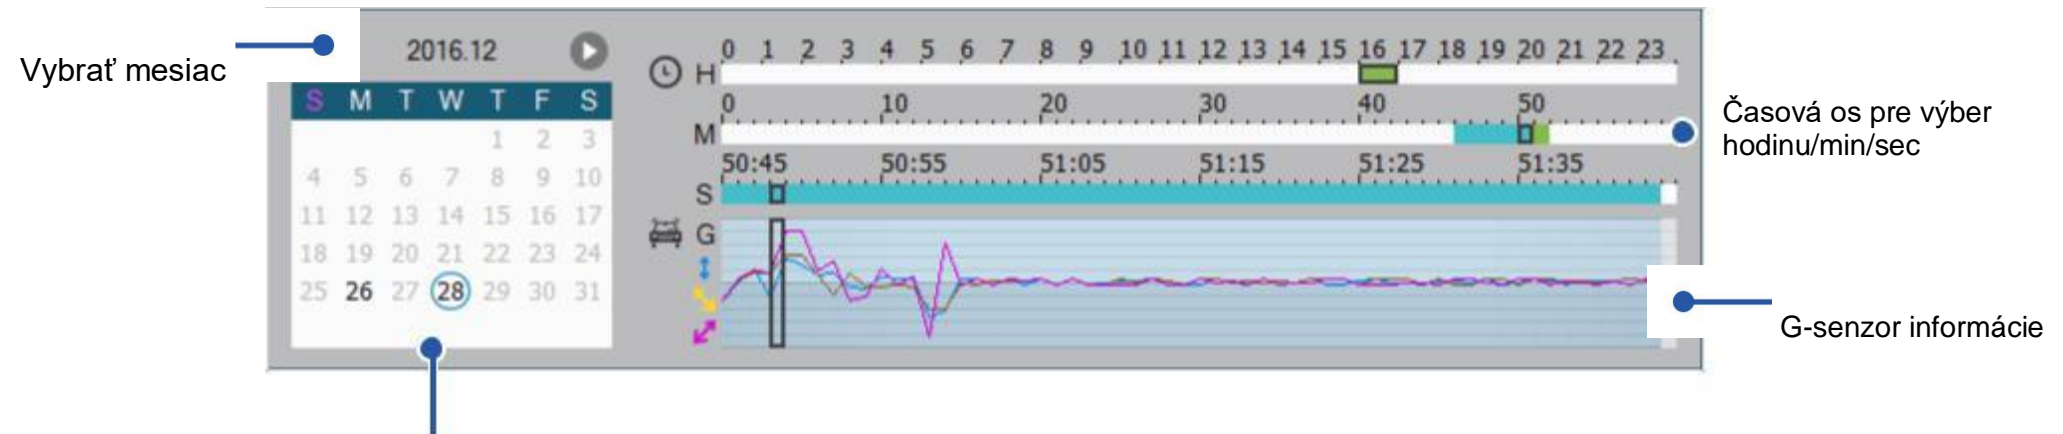 Vybrať mesiac
2016.12
S M T W T F S
1 2 3
4 5 6 7 8 9 10
11 12 13 14 15 16 17
18 19 20 21 22 23 24
25 26 27 28 29 30 31
0 1 2 3 4 5 6 7 8 9 10 11 12 13 14 15 16 17 18 19 20 21 22 23
H
0 10 20 30 40 50
M
50:45 50:55 51:05 51:15 51:25 51:35
S
G
Časová os pre výber
hodinu/min/sec
G-senzor informácie